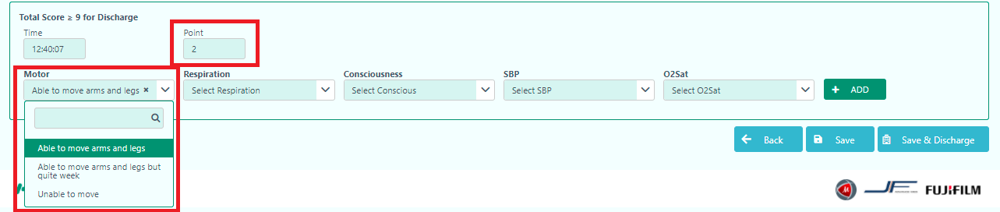 Total Score ≥ 9 for Discharge
Time
Point
12:40:07
2
Motor
Respiration
Consciousness
SBP
O2Sat
Able to move arms and legs ×
Select Respiration
Select Conscious
Select SBP
Select O2Sat
+ ADD
Able to move arms and legs
Able to move arms and legs but
quite week
Unable to move
Back
Save
Save & Discharge
JF
FUJIFILM